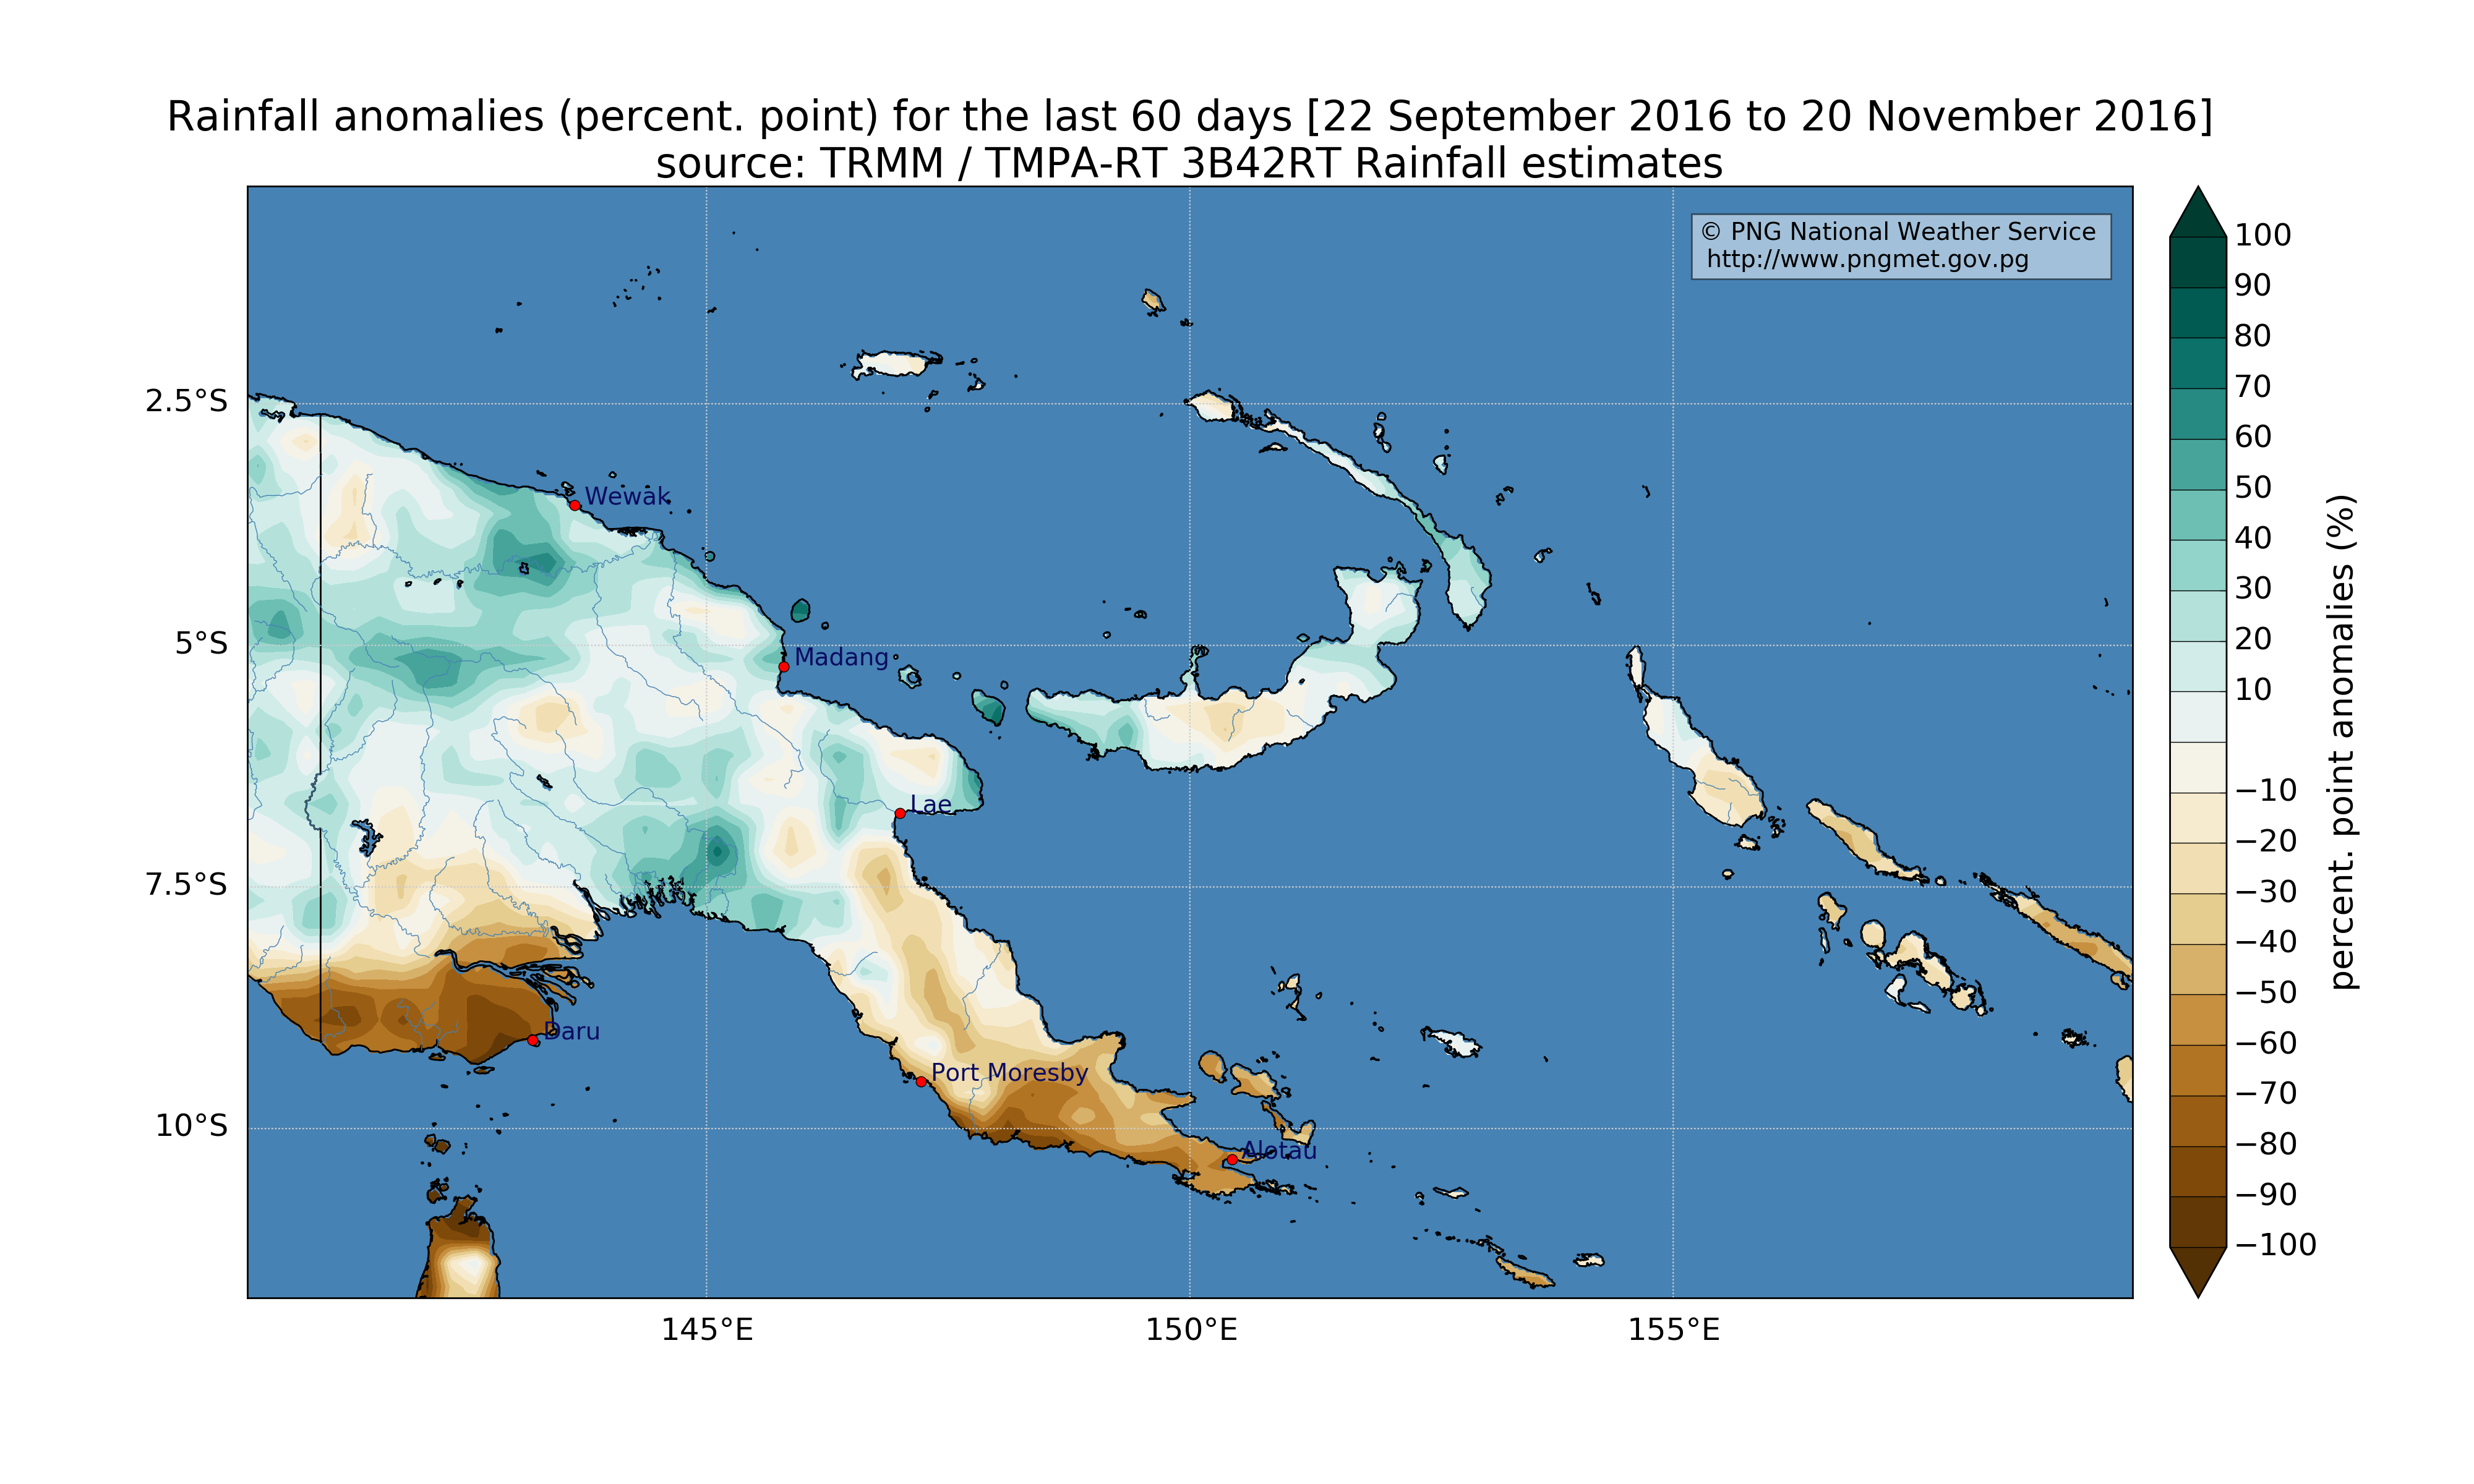 Rainfall anomalies (percent. point) for the last 60 days [22 September 2016 to 20 November 2016]
source: TRMM / TMPA-RT 3B42RT Rainfall estimates
© PNG National Weather Service
http://www.pngmet.gov.pg
2.5°S
5°S
7.5°S
10°S
Wewak
Madang
Lae
Daru
Port Moresby
Alotau
145°E
150°E
155°E
100
90
80
70
60
50
40
30
20
10
−10
−20
−30
−40
−50
−60
−70
−80
−90
−100
percent. point anomalies (%)